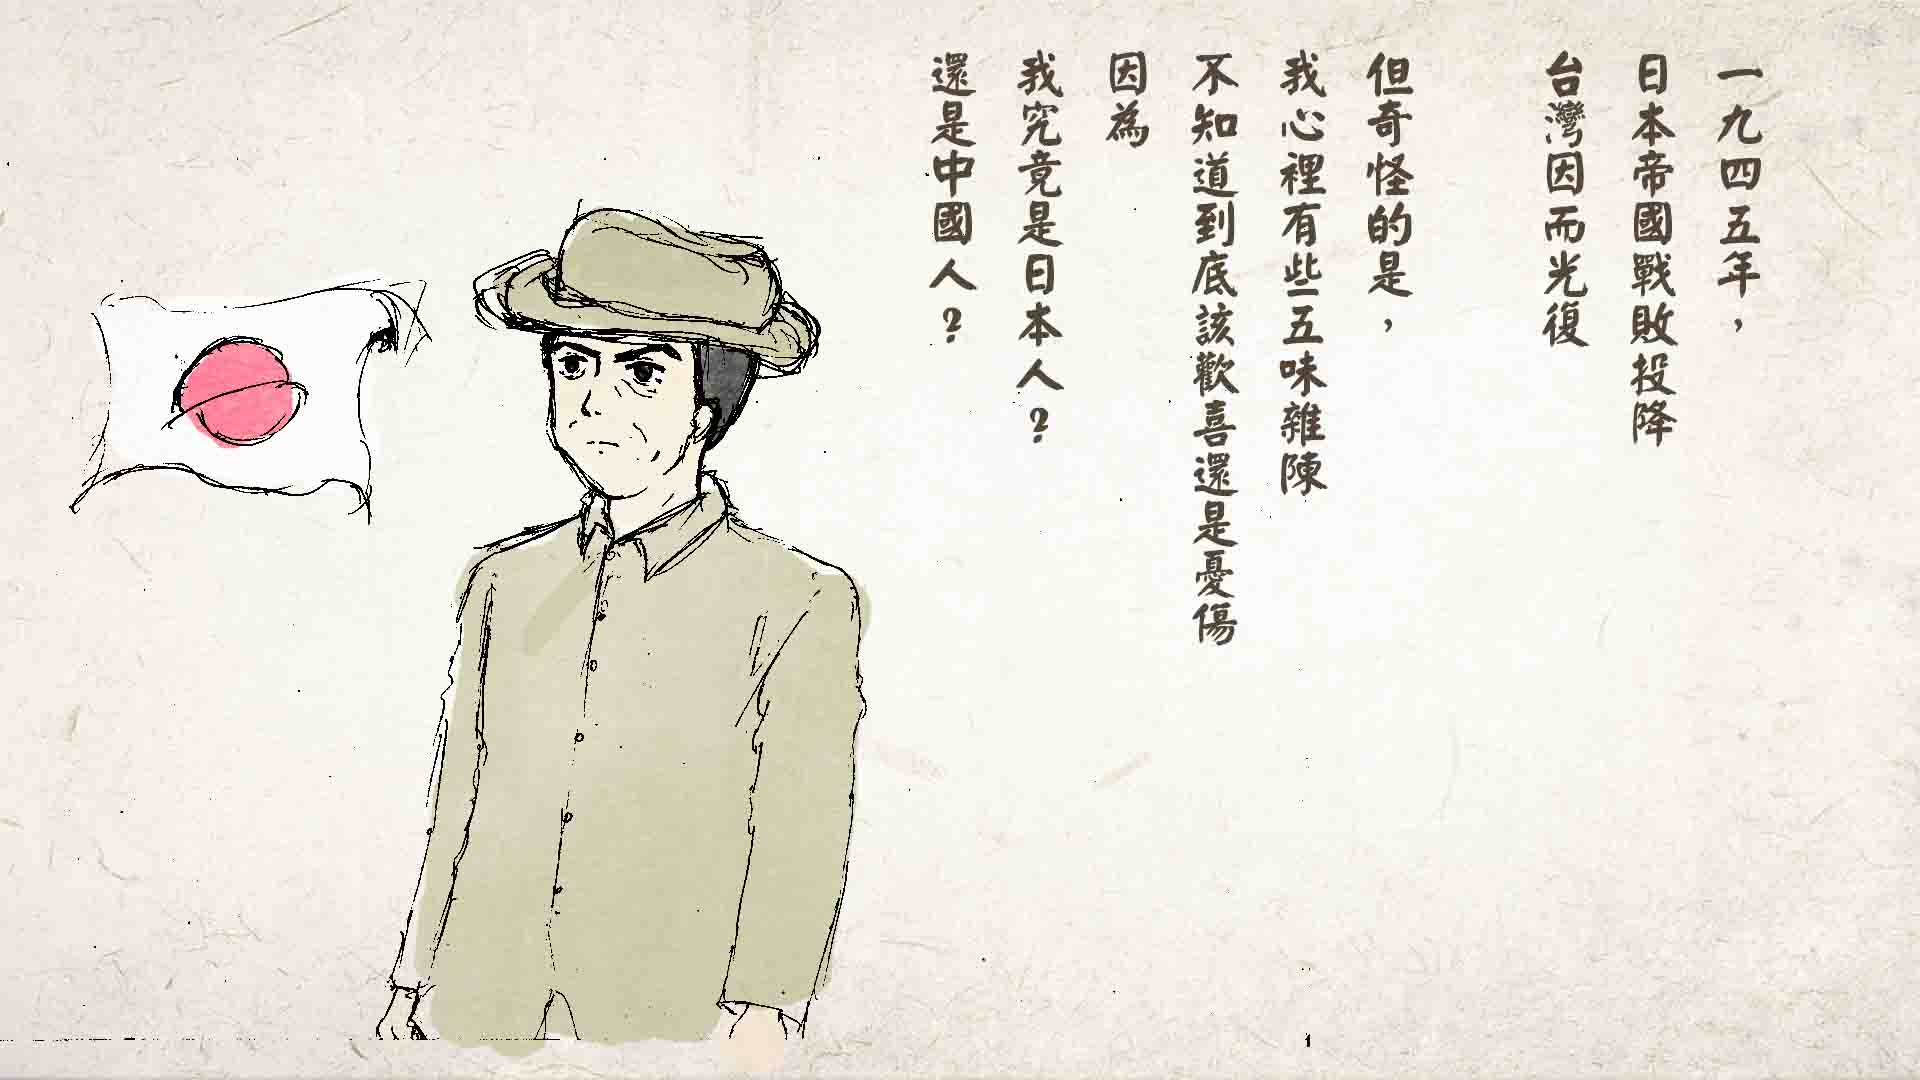 一九四五年，
日本帝國戰敗投降
台灣因而光復
但奇怪的是，
我心裡有些五味雜陳
不知道到底該歡喜還是憂傷
因為
我究竟是日本人？
還是中國人？
1